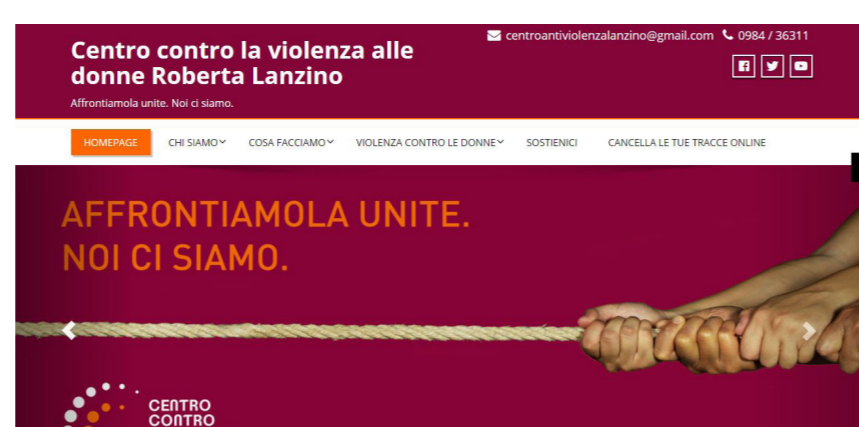 centroantiviolenzalanzino@gmail.com 0984 / 36311
Centro contro la violenza alle
donne Roberta Lanzino
Affrontiamola unite. Noi ci siamo.
HOMEPAGE CHI SIAMO COSA FACCIAMO VIOLENZA CONTRO LE DONNE SOSTIENICI CANCELLA LE TUE TRACCE ONLINE
AFFRONTIAMOLA UNITE.
NOI CI SIAMO.
CENTRO
CONTRO